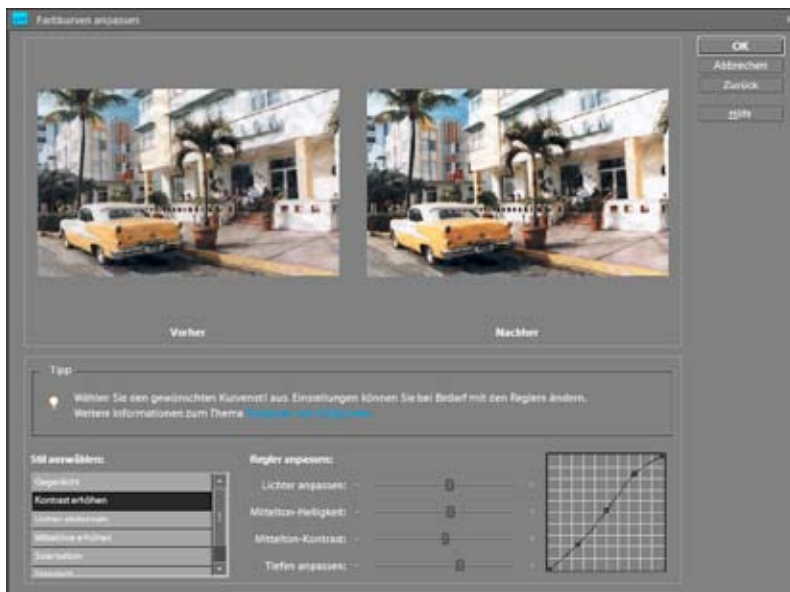 Farbkurven anpassen
OK
Abbrechen
Zurück
Hilfe
Vorher
Nachher
Tipp
Wählen Sie den gewünschten Kurvenstil aus. Einstellungen können Sie bei Bedarf mit den Reglern ändern.
Weitere Informationen zum Thema
Stil auswählen:
Gegenlicht
Kontrast erhöhen
Mitteltöne erhöhen
Solarisation
Regler anpassen:
Lichter anpassen:
Mittelton-Helligkeit:
Mittelton-Kontrast:
Tiefen anpassen: